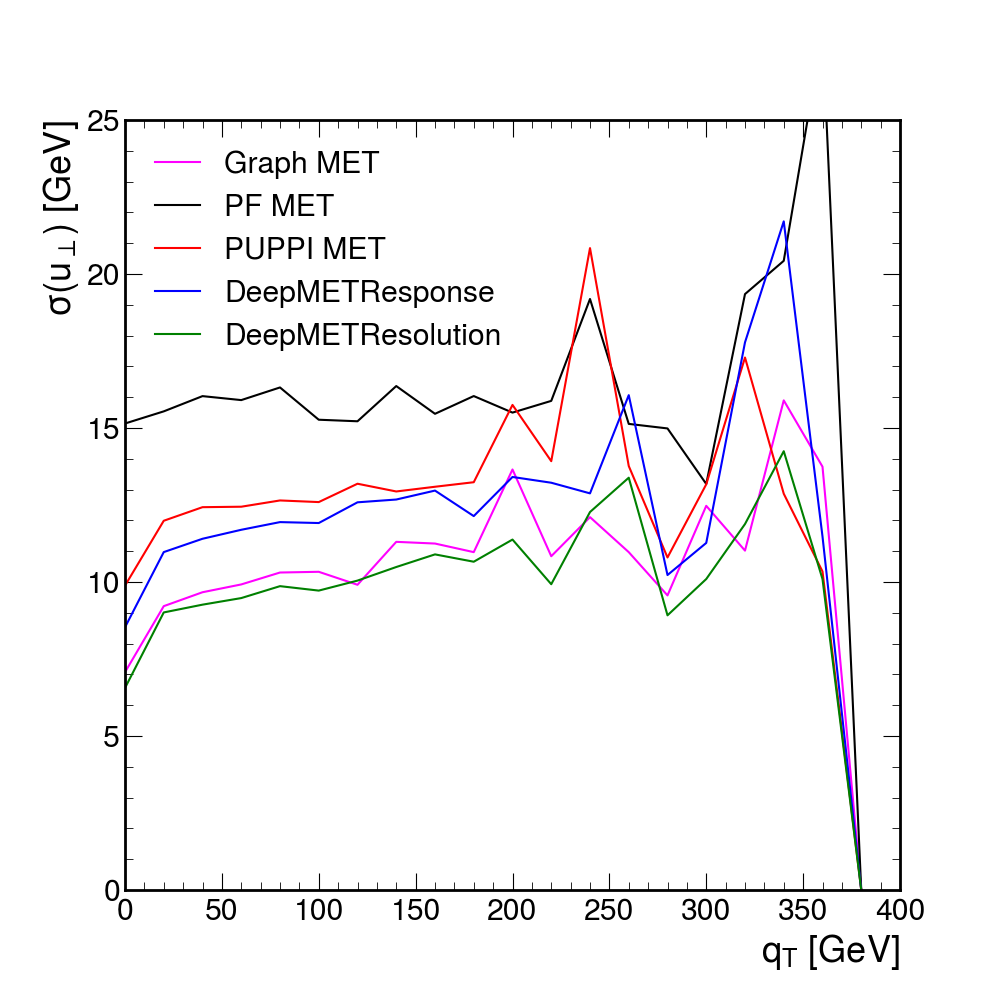 σ(u⊥) [GeV]
25
20
15
10
5
0
Graph MET
PF MET
PUPPI MET
DeepMETResponse
DeepMETResolution
0 50 100 150 200 250 300 350 400
qT [GeV]